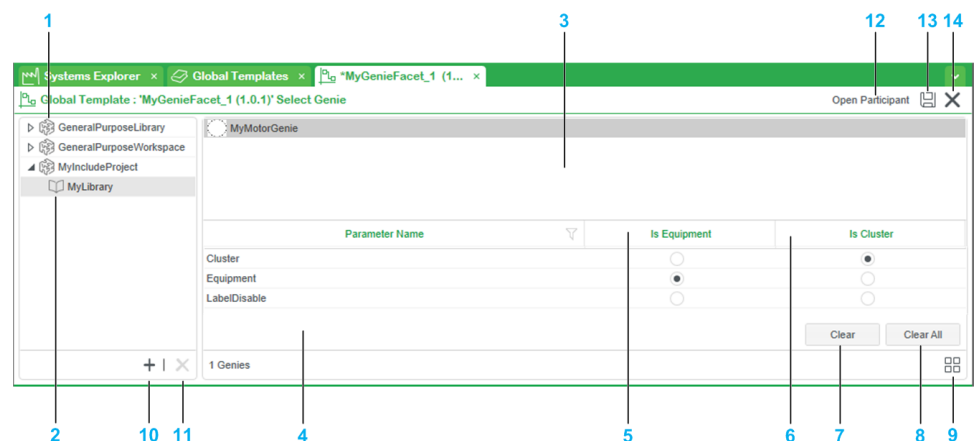 1 3 12 13 14
Systems Explorer × Global Templates × *MyGenieFacet_1 (1... ×
Global Template : 'MyGenieFacet_1 (1.0.1)' Select Genie Open Participant
GeneralPurposeLibrary
GeneralPurposeWorkspace
MyIncludeProject
MyLibrary
MyMotorGenie
Parameter Name Is Equipment Is Cluster
Cluster
Equipment
LabelDisable
Clear Clear All
1 Genies
2 10 11 4 5 6 7 8 9